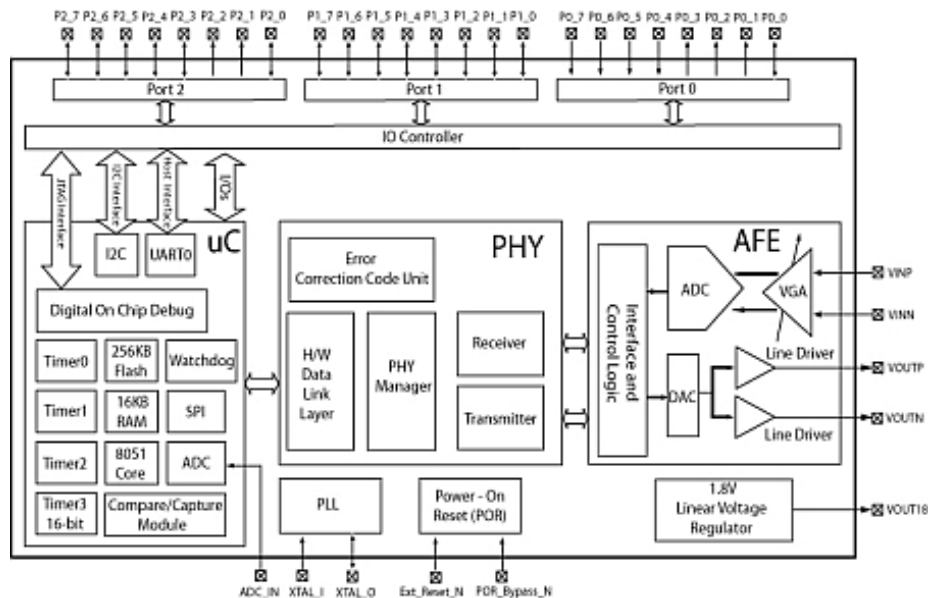 P2_7 P2_6 P2_5 P2_4 P2_3 P2_2 P2_1 P2_0
P1_7 P1_6 P1_5 P1_4 P1_3 P1_2 P1_1 P1_0
P0_7 P0_6 P0_5 P0_4 P0_3 P0_2 P0_1 P0_0
Port 2
Port 1
Port 0
IO Controller
JTAG Interface
I2C Interface
Host Interface
I/Os
uC
I2C
UART0
Digital On Chip Debug
Timer0
256KB
Flash
Watchdog
Timer1
16KB
RAM
SPI
Timer2
8051
Core
ADC
Timer3
16-bit
Compare/Capture
Module
PHY
Error
Correction Code Unit
H/W
Data
Link
Layer
PHY
Manager
Receiver
Transmitter
AFE
Interface and
Control Logic
ADC
VGA
DAC
Line Driver
Line Driver
VINP
VINN
VOUTP
VOUTN
PLL
Power - On
Reset (POR)
1.8V
Linear Voltage
Regulator
VOUT18
ADC_IN
XTAL_I
XTAL_O
Ext_Reset_N
POR_Bypass_N